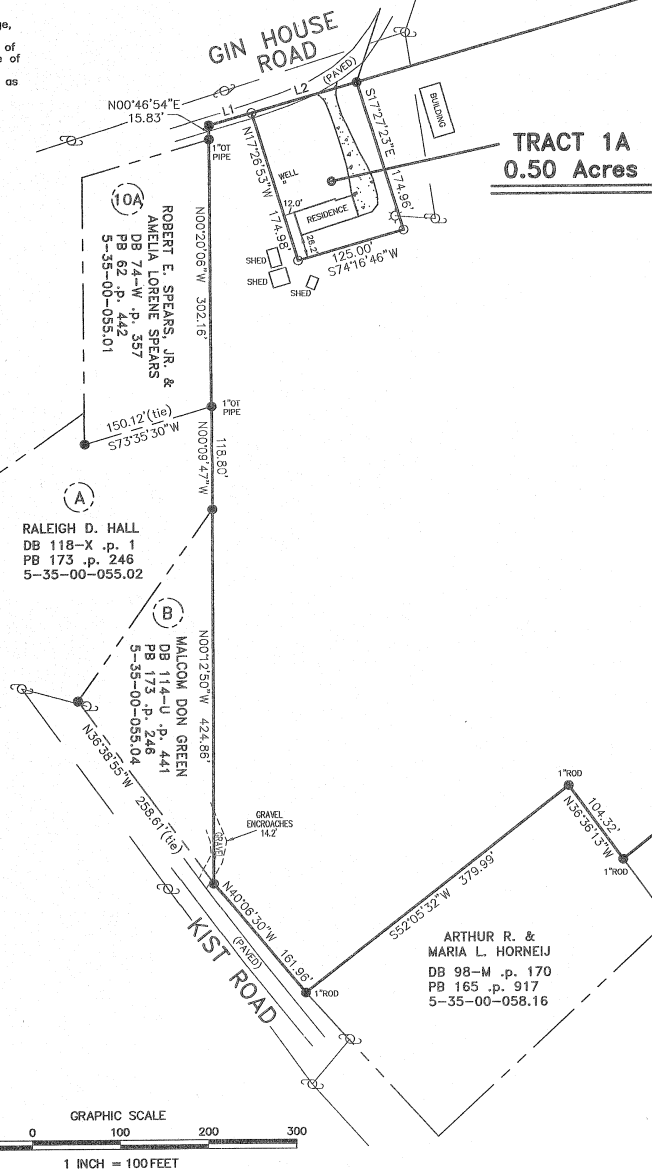 ge,
of
e of
as
GIN HOUSE
ROAD
(PAVED)
L1
L2
N00°46'54"E
15.83'
1"OT
PIPE
N17°26'53"W
174.98'
S17°27'23"E
174.96'
BUILDING
TRACT 1A
0.50 Acres
WELL
12.0'
RESIDENCE
28.2'
125.00'
S74°16'46"W
SHED
SHED
SHED
10A
ROBERT E. SPEARS, JR. &
AMELIA LORENE SPEARS
DB 74-W .p. 357
PB 62 .p. 442
5-35-00-055.01
N00°20'06"W 302.16'
1"OT
PIPE
150.12'(tie)
S73°35'30"W
N00°09'47"W
118.80'
A
RALEIGH D. HALL
DB 118-X .p. 1
PB 173 .p. 246
5-35-00-055.02
B
MALCOM DON GREEN
DB 114-U .p. 441
PB 173 .p. 246
5-35-00-055.04
N00°12'50"W 424.86'
N36°38'55"W 258.61'(tie)
GRAVEL
ENCROACHES
14.2'
GRAVEL
N40°06'30"W 161.96'
KIST ROAD
(PAVED)
1"ROD
S52°05'32"W 379.99'
1"ROD
104.32'
N36°36'13"W
1"ROD
ARTHUR R. &
MARIA L. HORNEIJ
DB 98-M .p. 170
PB 165 .p. 917
5-35-00-058.16
GRAPHIC SCALE
0 100 200 300
1 INCH = 100 FEET